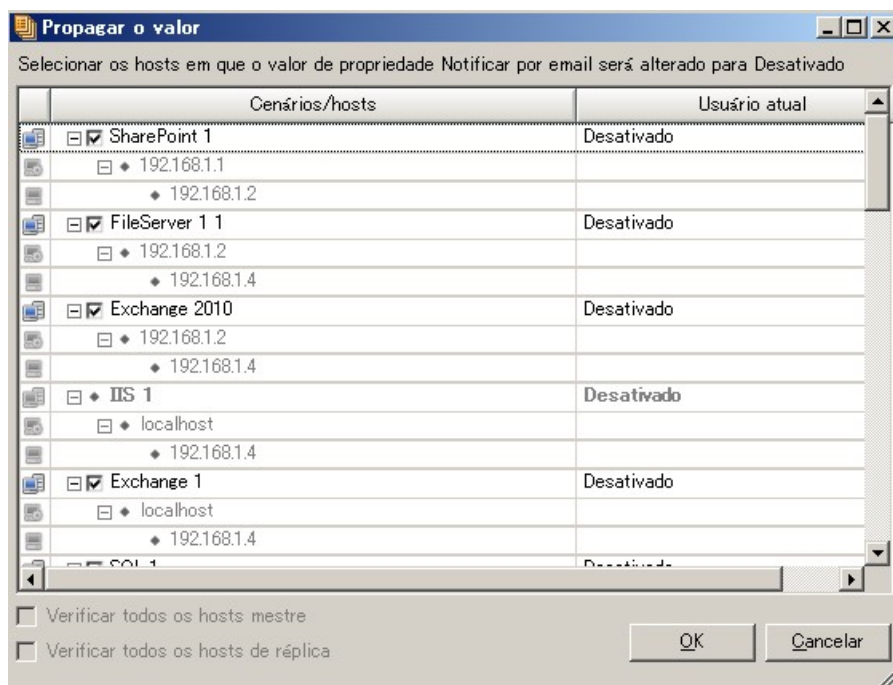 Propagar o valor
Selecionar os hosts em que o valor de propriedade Notificar por email será alterado para Desativado
Cenários/hosts Usuário atual
SharePoint 1 Desativado
192.168.1.1
192.168.1.2
FileServer 1 1 Desativado
192.168.1.2
192.168.1.4
Exchange 2010 Desativado
192.168.1.2
192.168.1.4
IIS 1 Desativado
localhost
192.168.1.4
Exchange 1 Desativado
localhost
192.168.1.4
SQL 1 Desativado
Verificar todos os hosts mestre
Verificar todos os hosts de réplica
OK Cancelar